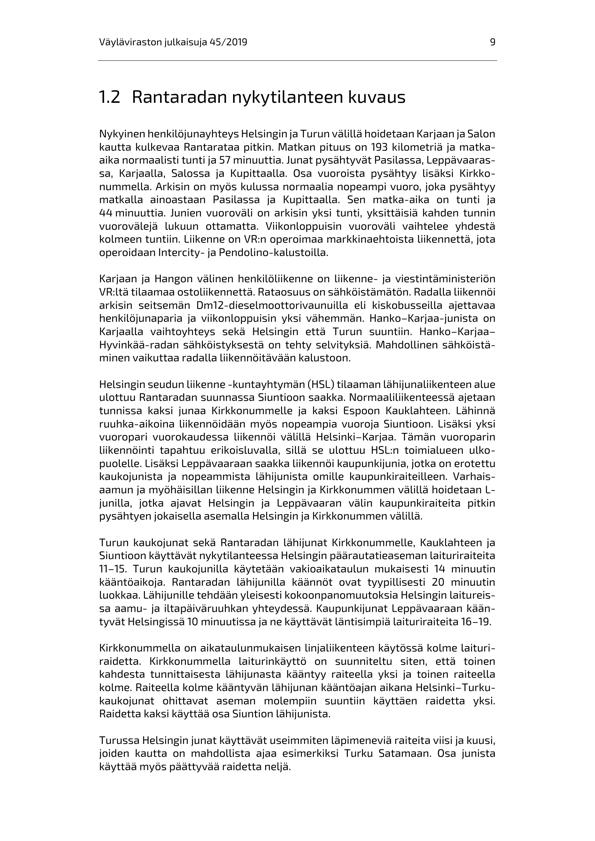 Väyläviraston julkaisuja 45/2019 9
1.2 Rantaradan nykytilanteen kuvaus
Nykyinen henkilöjunayhteys Helsingin ja Turun välillä hoidetaan Karjaan ja Salon
kautta kulkevaa Rantarataa pitkin. Matkan pituus on 193 kilometriä ja matka-
aika normaalisti tunti ja 57 minuuttia. Junat pysähtyvät Pasilassa, Leppävaaras-
sa, Karjaalla, Salossa ja Kupittaalla. Osa vuoroista pysähtyy lisäksi Kirkko-
nummella. Arkisin on myös kulussa normaalia nopeampi vuoro, joka pysähtyy
matkalla ainoastaan Pasilassa ja Kupittaalla. Sen matka-aika on tunti ja
44 minuuttia. Junien vuoroväli on arkisin yksi tunti, yksittäisiä kahden tunnin
vuorovälejä lukuun ottamatta. Viikonloppuisin vuoroväli vaihtelee yhdestä
kolmeen tuntiin. Liikenne on VR:n operoimaa markkinaehtoista liikennettä, jota
operoidaan Intercity- ja Pendolino-kalustoilla.
Karjaan ja Hangon välinen henkilöliikenne on liikenne- ja viestintäministeriön
VR:ltä tilaamaa ostoliikennettä. Rataosuus on sähköistämätön. Radalla liikennöi
arkisin seitsemän Dm12-dieselmoottorivaunuilla eli kiskobusseilla ajettavaa
henkilöjunaparia ja viikonloppuisin yksi vähemmän. Hanko–Karjaa-junista on
Karjaalla vaihtoyhteys sekä Helsingin että Turun suuntiin. Hanko–Karjaa–
Hyvinkää-radan sähköistyksestä on tehty selvityksiä. Mahdollinen sähköistä-
minen vaikuttaa radalla liikennöitävään kalustoon.
Helsingin seudun liikenne -kuntayhtymän (HSL) tilaaman lähijunaliikenteen alue
ulottuu Rantaradan suunnassa Siuntioon saakka. Normaaliliikenteessä ajetaan
tunnissa kaksi junaa Kirkkonummelle ja kaksi Espoon Kauklahteen. Lähinnä
ruuhka-aikoina liikennöidään myös nopeampia vuoroja Siuntioon. Lisäksi yksi
vuoropari vuorokaudessa liikennöi välillä Helsinki–Karjaa. Tämän vuoroparin
liikennöinti tapahtuu erikoisluvalla, sillä se ulottuu HSL:n toimialueen ulko-
puolelle. Lisäksi Leppävaaraan saakka liikennöi kaupunkijunia, jotka on erotettu
kaukojunista ja nopeammista lähijunista omille kaupunkiraiteilleen. Varhais-
aamun ja myöhäisillan liikenne Helsingin ja Kirkkonummen välillä hoidetaan L-
junilla, jotka ajavat Helsingin ja Leppävaaran välin kaupunkiraiteita pitkin
pysähtyen jokaisella asemalla Helsingin ja Kirkkonummen välillä.
Turun kaukojunat sekä Rantaradan lähijunat Kirkkonummelle, Kauklahteen ja
Siuntioon käyttävät nykytilanteessa Helsingin päärautatieaseman laituriraiteita
11–15. Turun kaukojunilla käytetään vakioaikataulun mukaisesti 14 minuutin
kääntöaikoja. Rantaradan lähijunilla käännöt ovat tyypillisesti 20 minuutin
luokkaa. Lähijunille tehdään yleisesti kokoonpanomuutoksia Helsingin laitureis-
sa aamu- ja iltapäiväruuhkan yhteydessä. Kaupunkijunat Leppävaaraan kään-
tyvät Helsingissä 10 minuutissa ja ne käyttävät läntisimpiä laituriraiteita 16–19.
Kirkkonummella on aikataulunmukaisen linjaliikenteen käytössä kolme laituri-
raidetta. Kirkkonummella laiturinkäyttö on suunniteltu siten, että toinen
kahdesta tunnittaisesta lähijunasta kääntyy raiteella yksi ja toinen raiteella
kolme. Raiteella kolme kääntyvän lähijunan kääntöajan aikana Helsinki–Turku-
kaukojunat ohittavat aseman molempiin suuntiin käyttäen raidetta yksi.
Raidetta kaksi käyttää osa Siuntion lähijunista.
Turussa Helsingin junat käyttävät useimmiten läpimeneviä raiteita viisi ja kuusi,
joiden kautta on mahdollista ajaa esimerkiksi Turku Satamaan. Osa junista
käyttää myös päättyvää raidetta neljä.